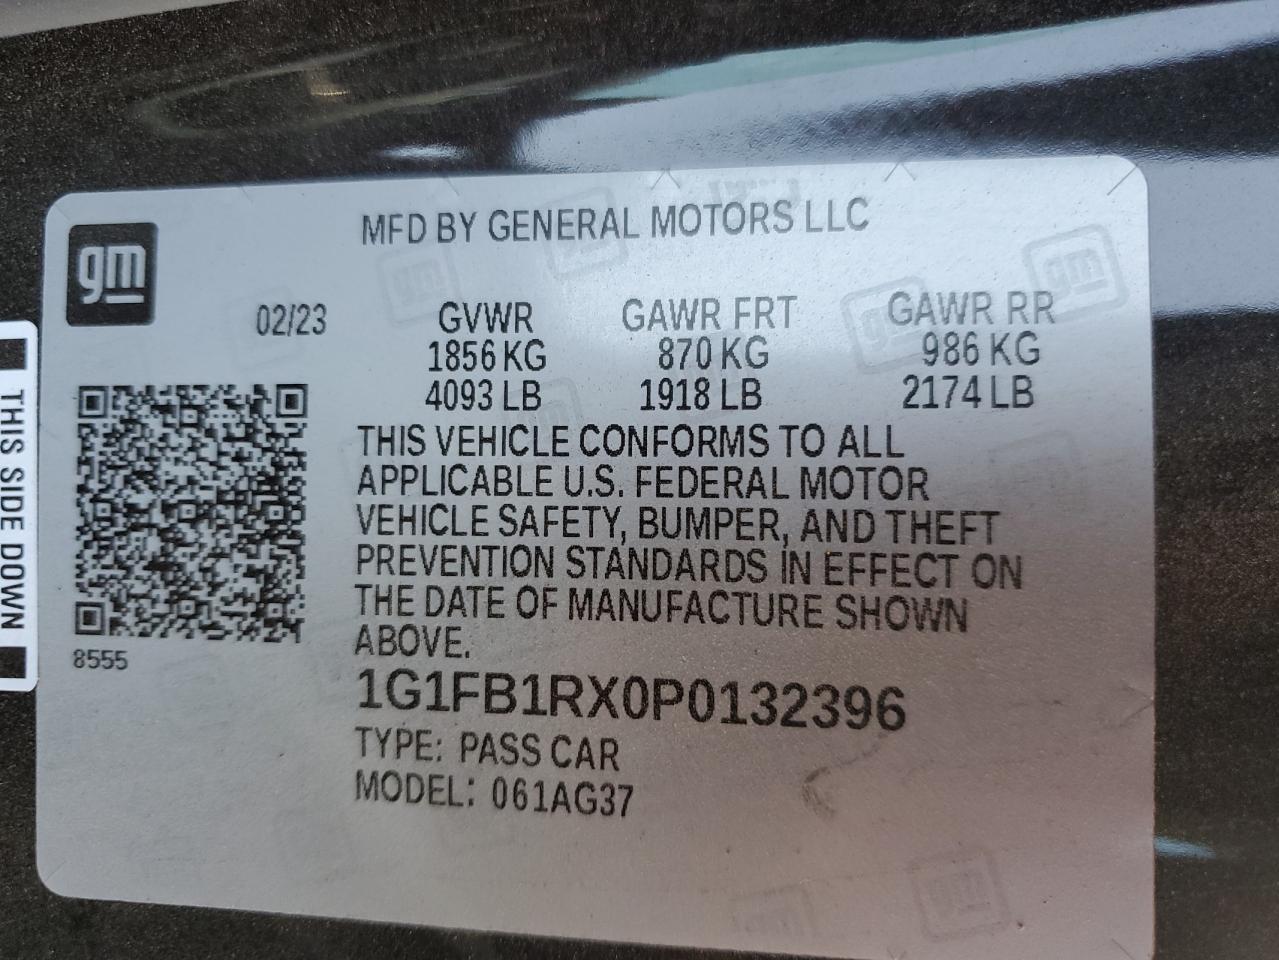 MFD BY GENERAL MOTORS LLC
gm
02/23 GVWR GAWR FRT GAWR RR
1856 KG 870 KG 986 KG
4093 LB 1918 LB 2174 LB
THIS VEHICLE CONFORMS TO ALL
APPLICABLE U.S. FEDERAL MOTOR
VEHICLE SAFETY, BUMPER, AND THEFT
PREVENTION STANDARDS IN EFFECT ON
THE DATE OF MANUFACTURE SHOWN
ABOVE.
8555
1G1FB1RX0P0132396
TYPE: PASS CAR
MODEL: 061AG37
THIS SIDE DOWN